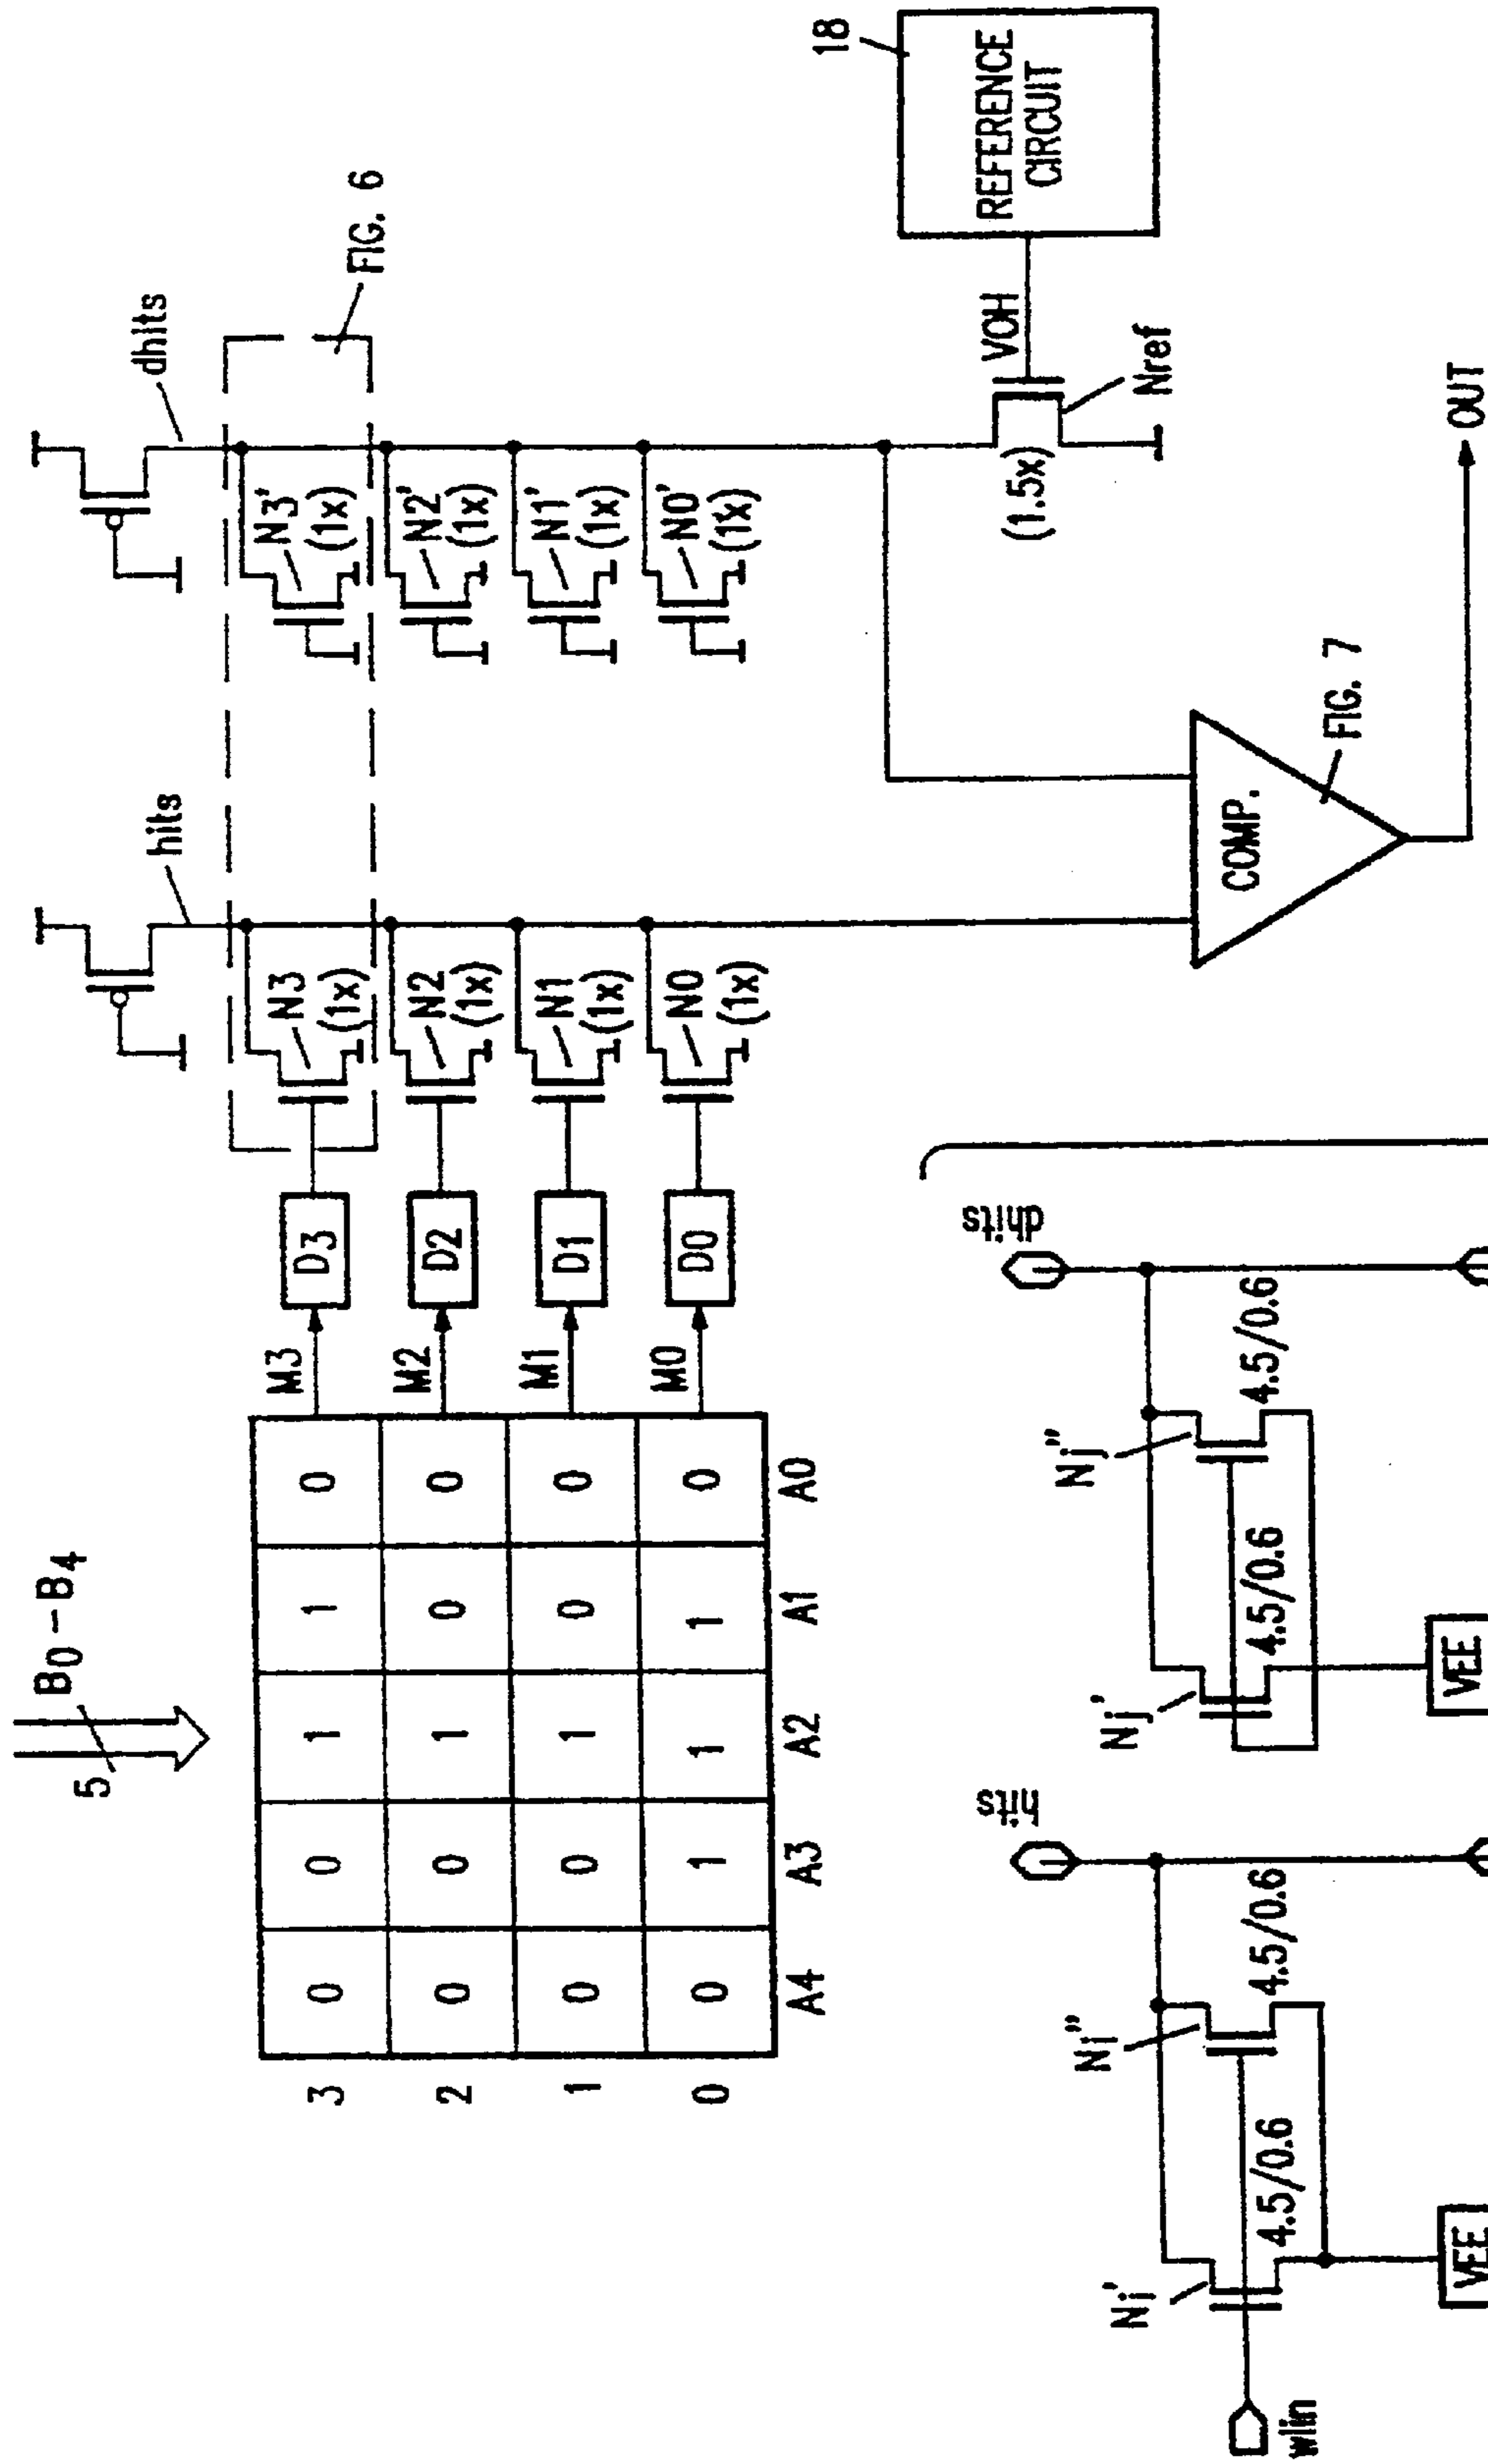 B0-B4
5
3 0 0 1 1 0
2 0 0 1 0 0
1 0 0 1 0 0
0 0 1 1 1 0
A4 A3 A2 A1 A0
M3
M2
M1
M0
D3
D2
D1
D0
hits
N3
(1x)
N2
(1x)
N1
(1x)
N0
(1x)
dhits
N3'
(1x)
N2'
(1x)
N1'
(1x)
N0'
(1x)
FIG. 6
(1.5x)
Nref
VOH
18
REFERENCE
CIRCUIT
COMP.
FIG. 7
OUT
wlin
Ni'
4.5/0.6
Ni"
4.5/0.6
hits
VEE
Nj'
4.5/0.6
Nj"
4.5/0.6
dhits
VEE